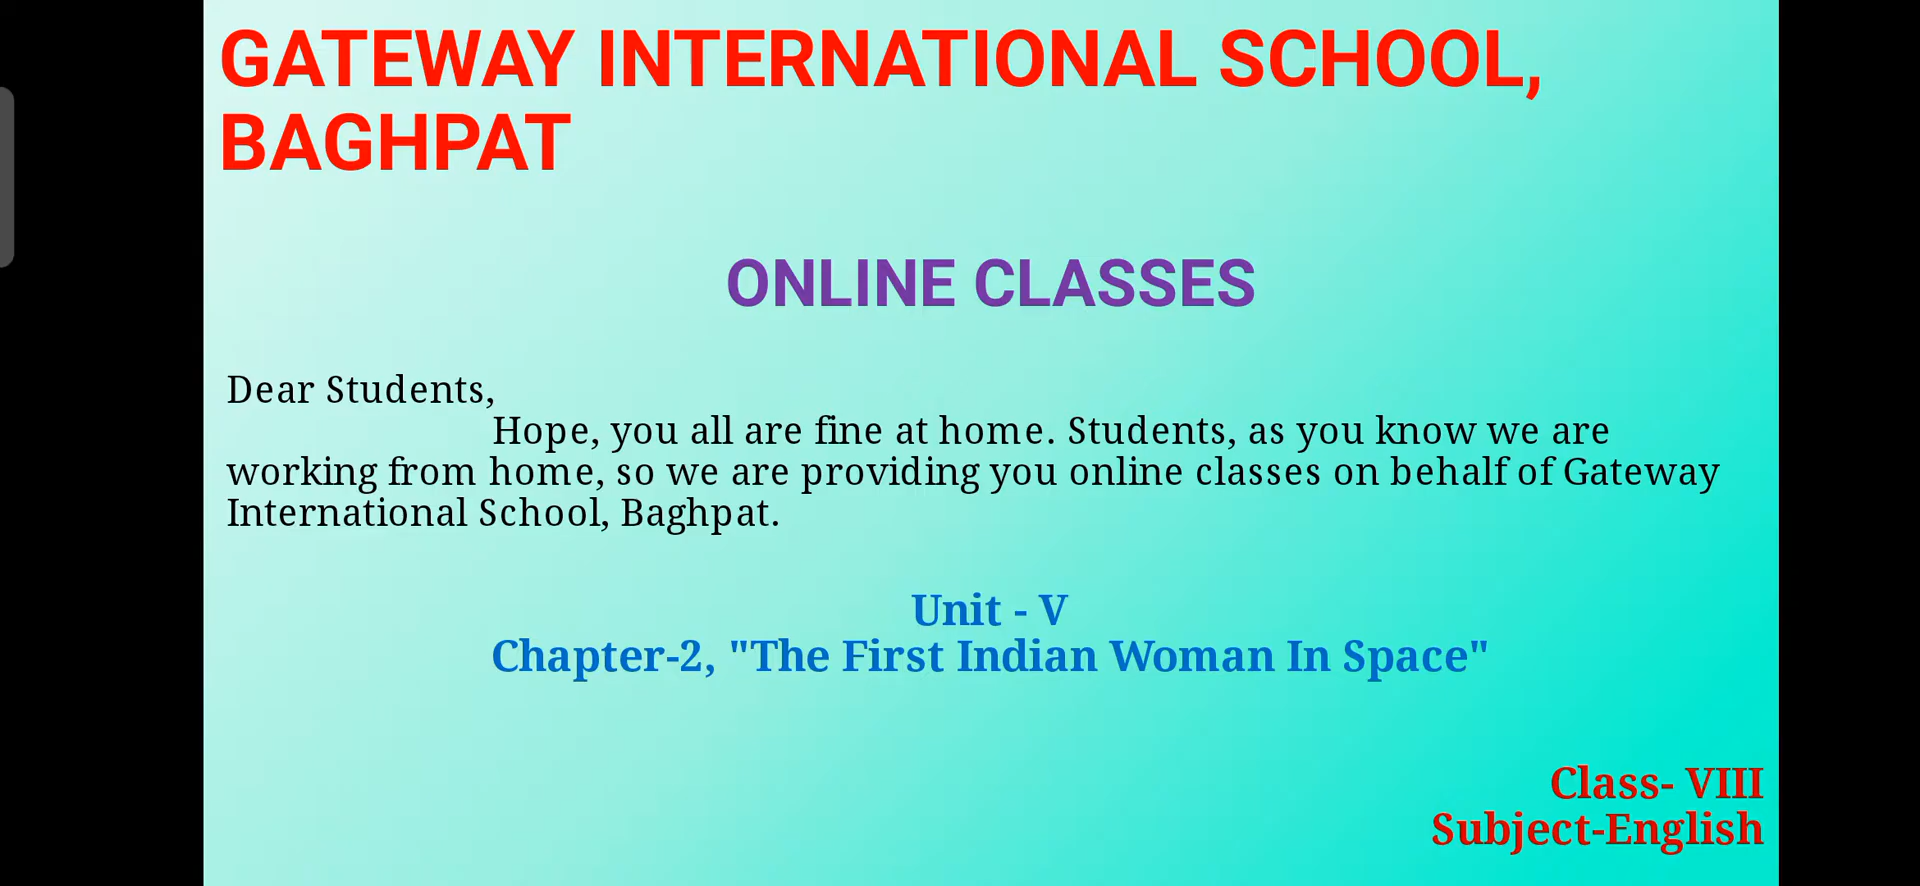 GATEWAY INTERNATIONAL SCHOOL,
BAGHPAT
ONLINE CLASSES
Dear Students,
Hope, you all are fine at home. Students, as you know we are
working from home, so we are providing you online classes on behalf of Gateway
International School, Baghpat.
Unit - V
Chapter-2, "The First Indian Woman In Space"
Class- VIII
Subject-English